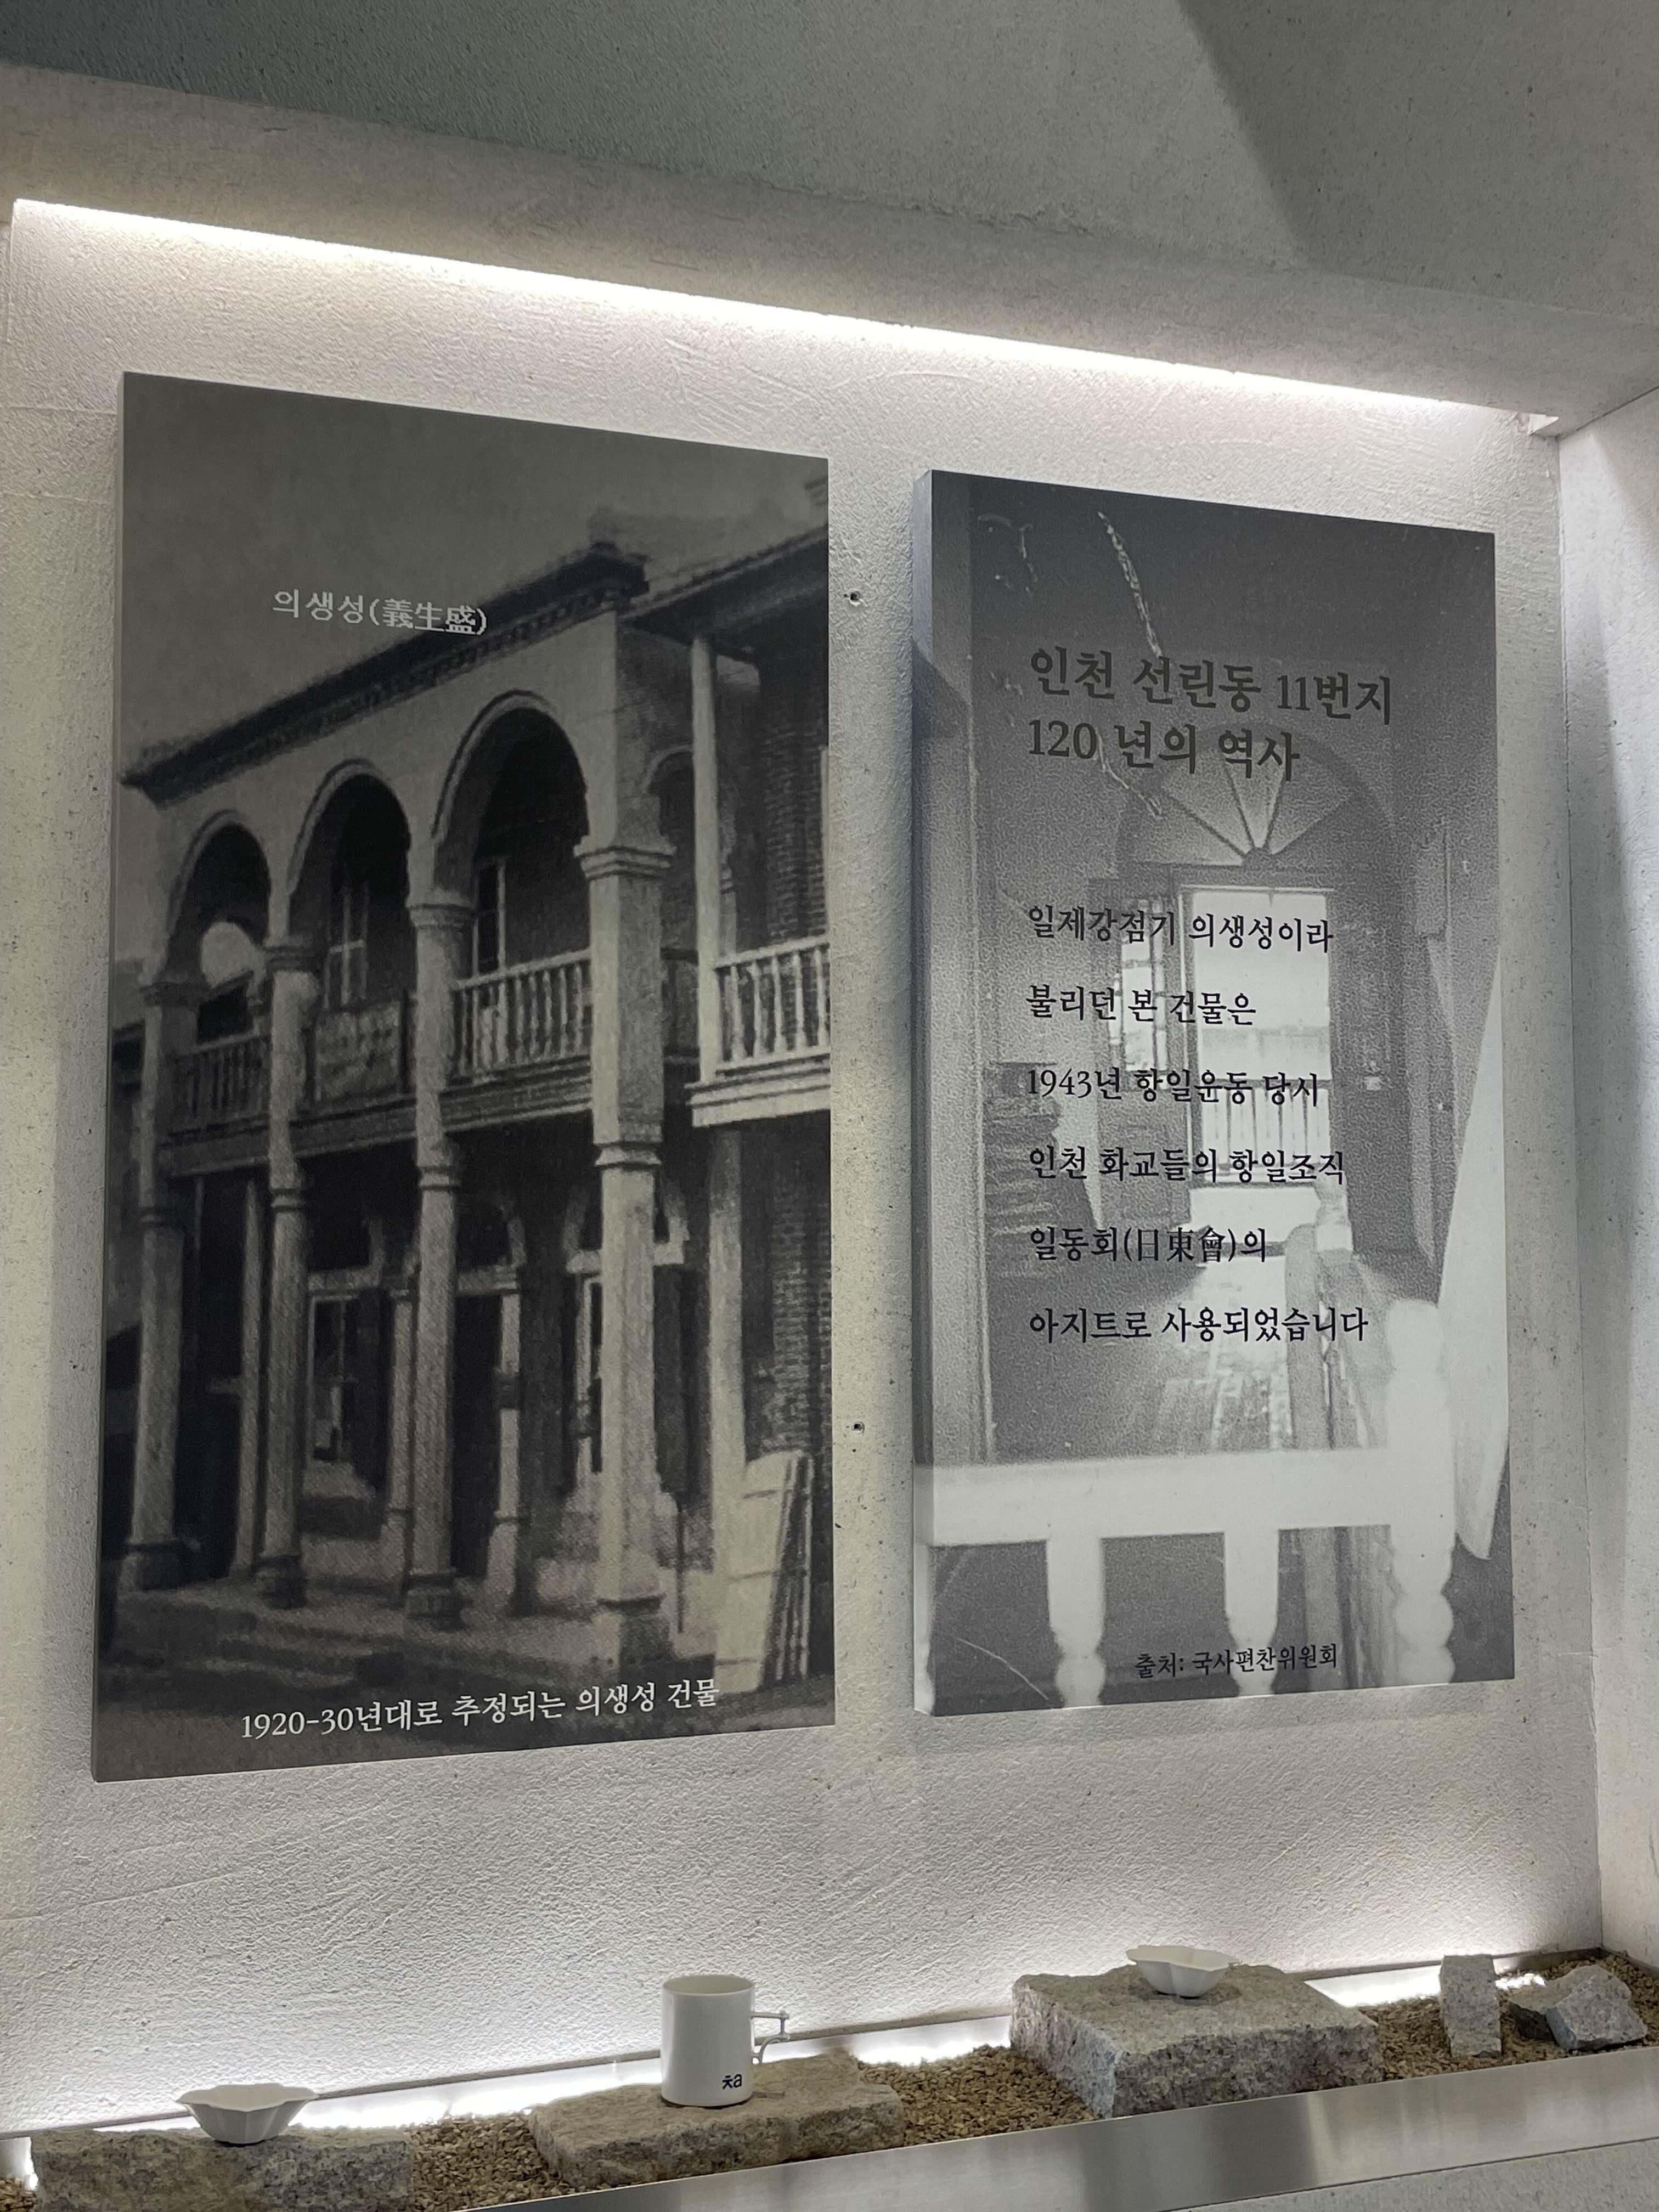 의생성(義生盛)
1920-30년대로 추정되는 의생성 건물
인천 선린동 11번지
120 년의 역사
일제강점기 의생성이라
불리던 본 건물은
1943년 항일운동 당시
인천 화교들의 항일조직
일동회(日東會)의
아지트로 사용되었습니다
출처: 국사편찬위원회
차a